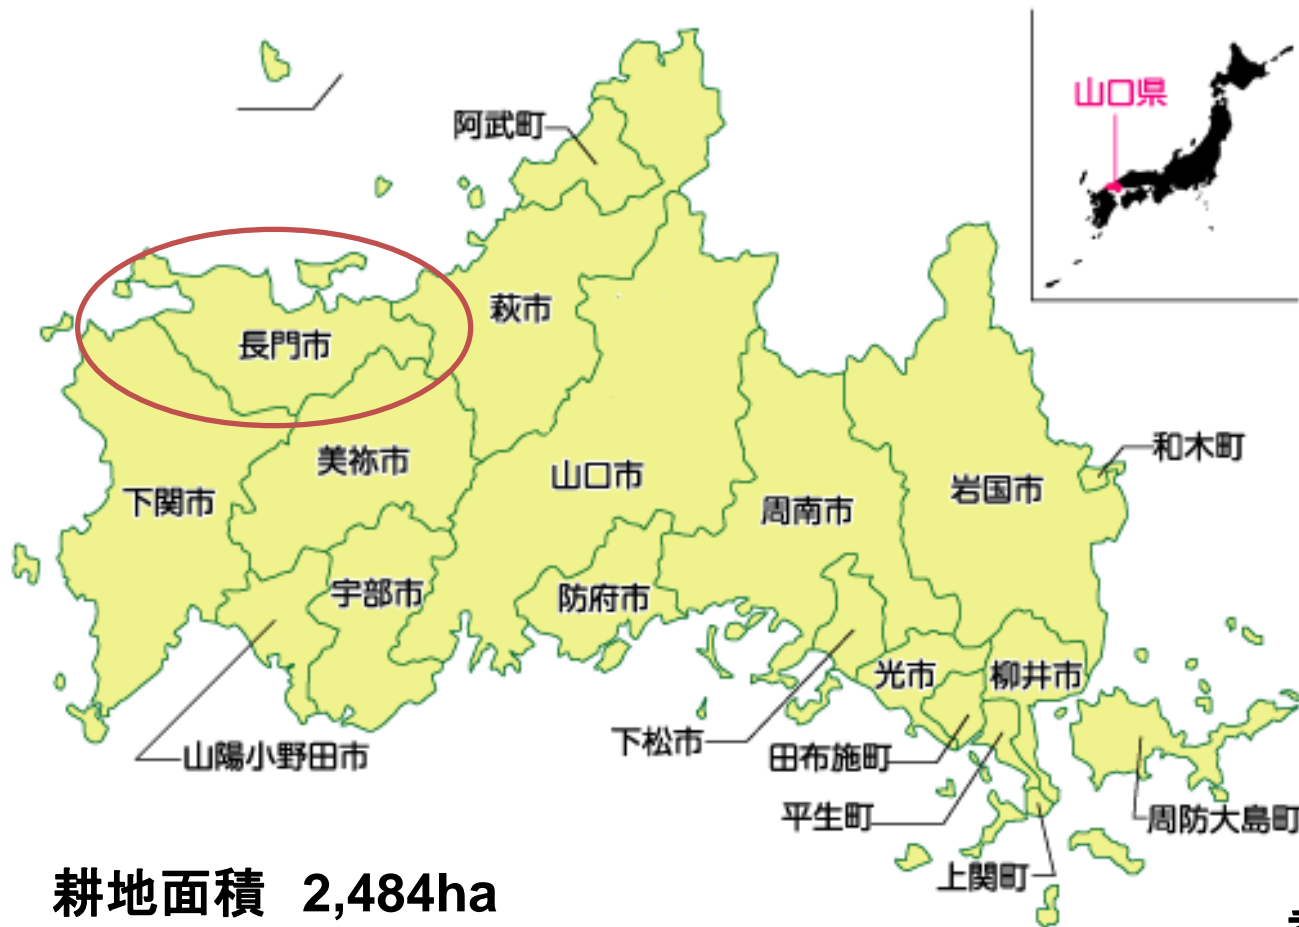 山口県
阿武町
萩市
長門市
和木町
美祢市
山口市
岩国市
下関市
周南市
宇部市
防府市
光市
柳井市
下松市
山陽小野田市
田布施町
平生町
周防大島町
上関町
耕地面積 2,484ha